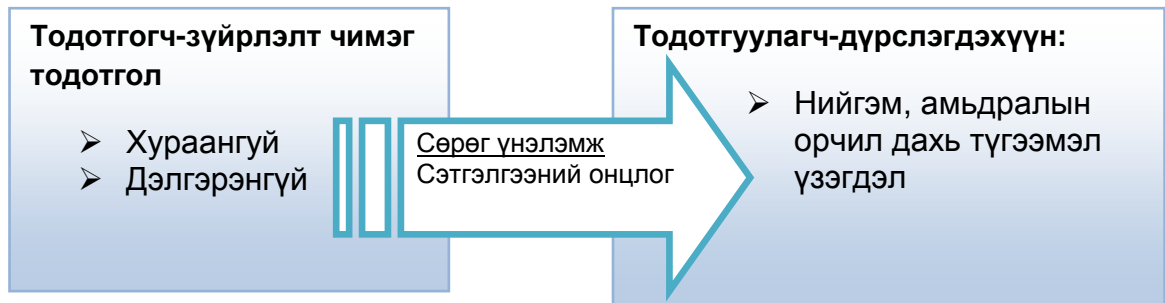 Тодотгогч-зүйрлэлт чимэг
тодотгол
➢ Хураангуй
➢ Дэлгэрэнгүй
Сөрөг үнэлэмж
Сэтгэлгээний онцлог
Тодотгуулагч-дүрслэгдэхүүн:
➢ Нийгэм, амьдралын
орчил дахь түгээмэл
үзэгдэл